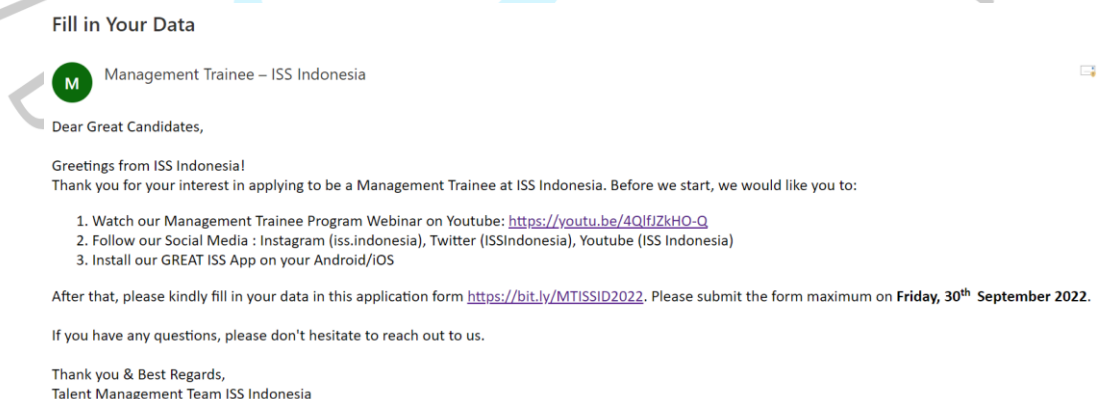 Fill in Your Data
M
Management Trainee – ISS Indonesia
Dear Great Candidates,
Greetings from ISS Indonesia!
Thank you for your interest in applying to be a Management Trainee at ISS Indonesia. Before we start, we would like you to:
1. Watch our Management Trainee Program Webinar on Youtube: https://youtu.be/4QlfJZkHO-Q
2. Follow our Social Media : Instagram (iss.indonesia), Twitter (ISSIndonesia), Youtube (ISS Indonesia)
3. Install our GREAT ISS App on your Android/iOS
After that, please kindly fill in your data in this application form https://bit.ly/MTISSID2022. Please submit the form maximum on Friday, 30th September 2022.
If you have any questions, please don't hesitate to reach out to us.
Thank you & Best Regards,
Talent Management Team ISS Indonesia